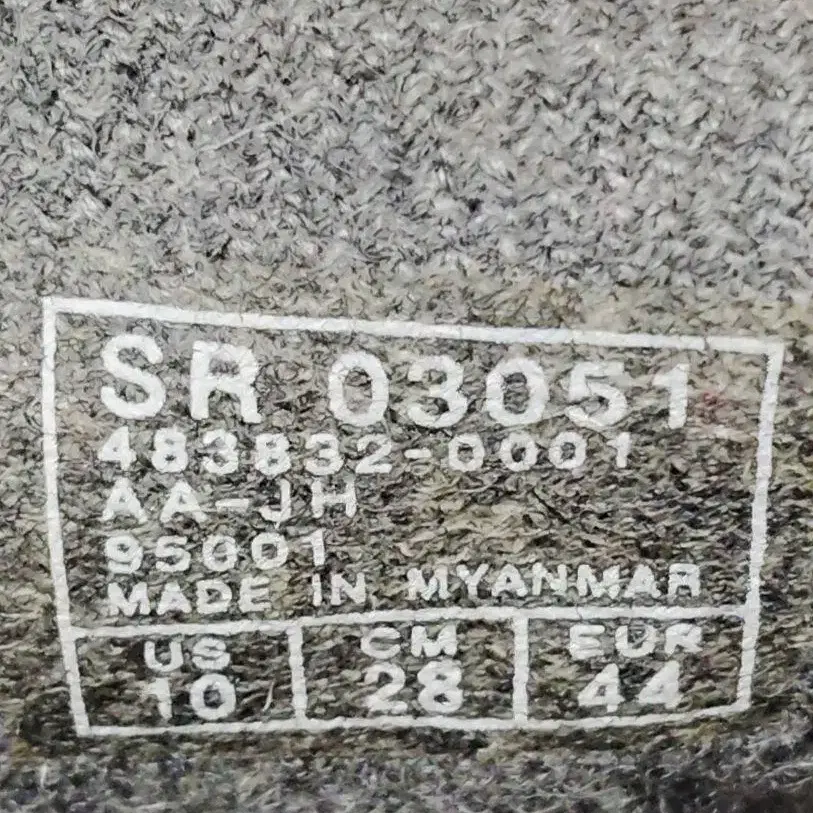 SR 03051
483832-0001
AA-JH
95001
MADE IN MYANMAR
US CM EUR
10 28 44